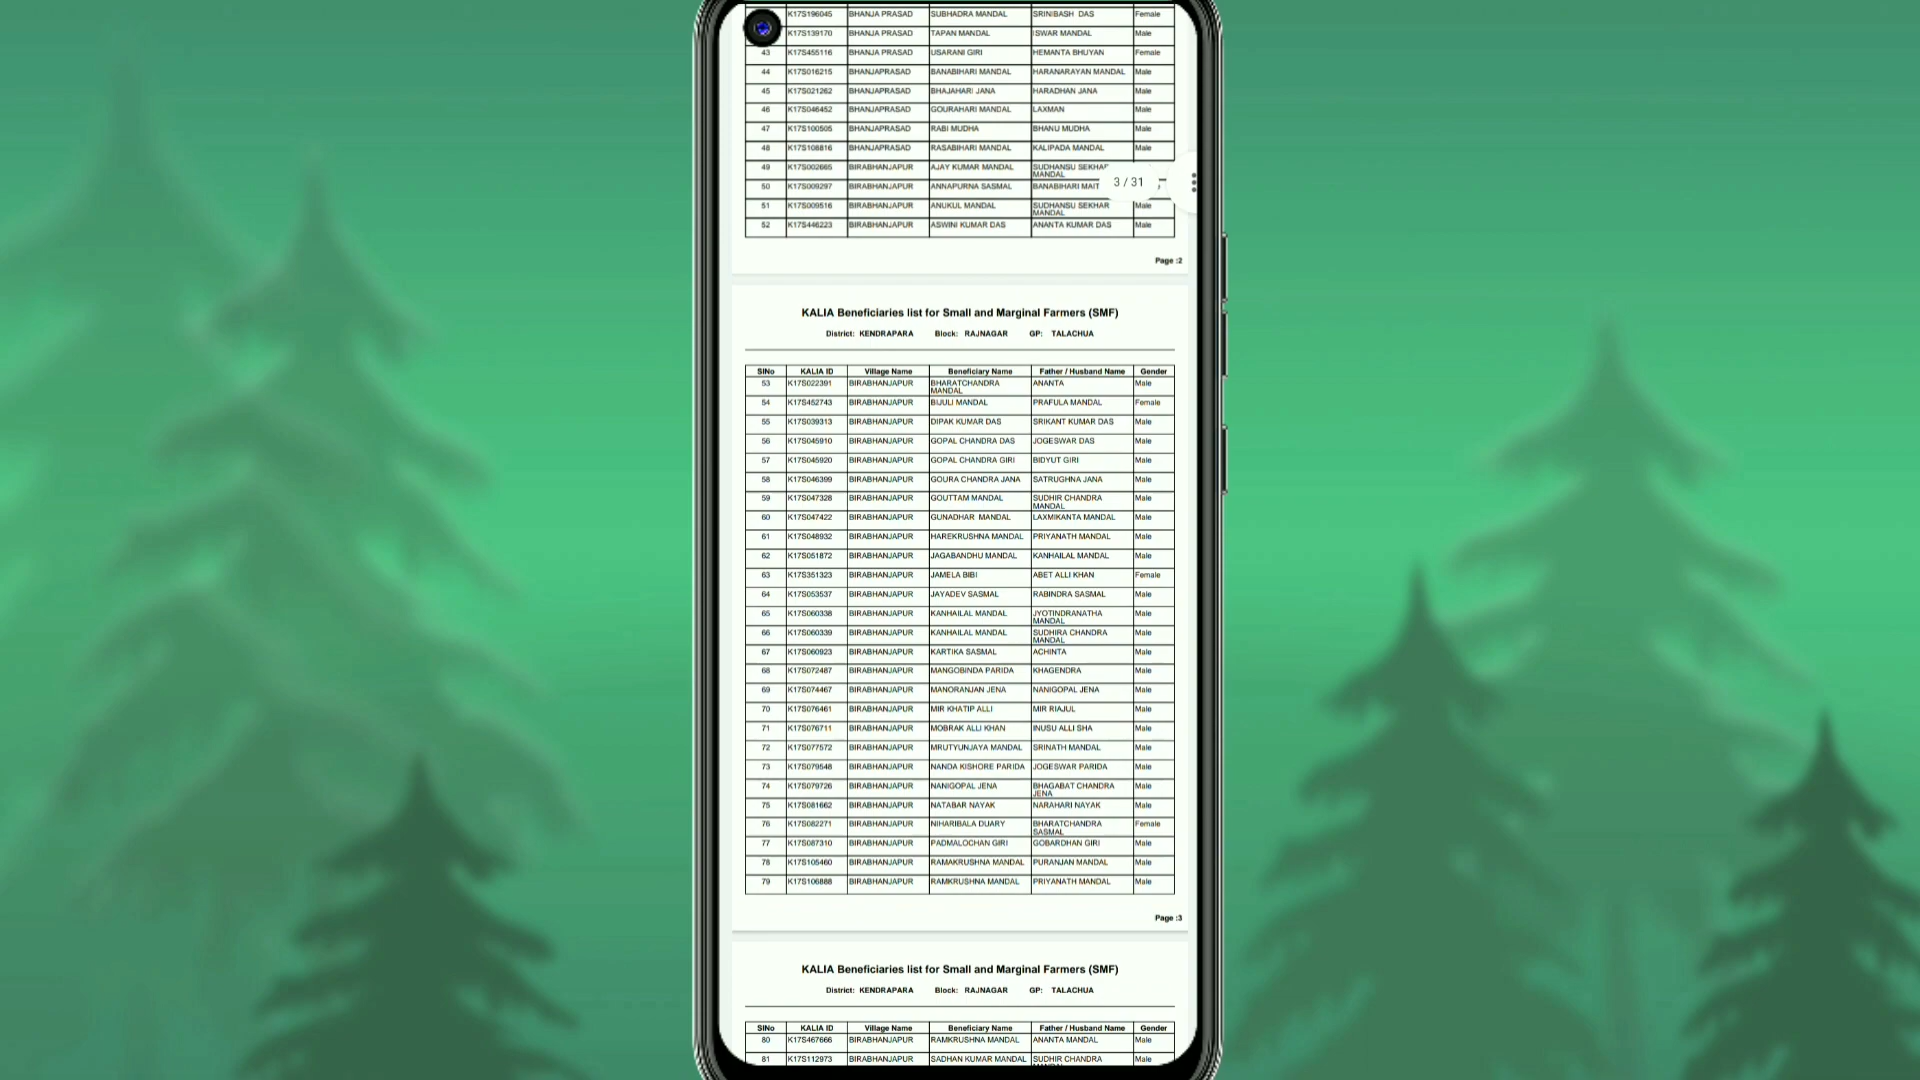 K17S196045 BHANJA PRASAD SUBHADRA MANDAL SRINIBASH DAS Female
K17S139170 BHANJA PRASAD TAPAN MANDAL ISWAR MANDAL Male
43 K17S455116 BHANJA PRASAD USARANI GIRI HEMANTA BHUYAN Female
44 K17S016215 BHANJAPRASAD BANABIHARI MANDAL HARANARAYAN MANDAL Male
45 K17S021262 BHANJAPRASAD BHAJAHARI JANA HARADHAN JANA Male
46 K17S046452 BHANJAPRASAD GOURAHARI MANDAL LAXMAN Male
47 K17S100505 BHANJAPRASAD RABI MUDHA BHANU MUDHA Male
48 K17S108816 BHANJAPRASAD RASABIHARI MANDAL KALIPADA MANDAL Male
49 K17S002665 BIRABHANJAPUR AJAY KUMAR MANDAL SUDHANSU SEKHAR
MANDAL
3 / 31
50 K17S009297 BIRABHANJAPUR ANNAPURNA SASMAL BANABIHARI MAIT
51 K17S009516 BIRABHANJAPUR ANUKUL MANDAL SUDHANSU SEKHAR Male
MANDAL
52 K17S446223 BIRABHANJAPUR ASWINI KUMAR DAS ANANTA KUMAR DAS Male
Page :2
KALIA Beneficiaries list for Small and Marginal Farmers (SMF)
District: KENDRAPARA Block: RAJNAGAR GP: TALACHUA
SlNo KALIA ID Village Name Beneficiary Name Father / Husband Name Gender
53 K17S022391 BIRABHANJAPUR BHARATCHANDRA ANANTA Male
MANDAL
54 K17S452743 BIRABHANJAPUR BIJULI MANDAL PRAFULA MANDAL Female
55 K17S039313 BIRABHANJAPUR DIPAK KUMAR DAS SRIKANT KUMAR DAS Male
56 K17S045910 BIRABHANJAPUR GOPAL CHANDRA DAS JOGESWAR DAS Male
57 K17S045920 BIRABHANJAPUR GOPAL CHANDRA GIRI BIDYUT GIRI Male
58 K17S046399 BIRABHANJAPUR GOURA CHANDRA JANA SATRUGHNA JANA Male
59 K17S047328 BIRABHANJAPUR GOUTTAM MANDAL SUDHIR CHANDRA Male
MANDAL
60 K17S047422 BIRABHANJAPUR GUNADHAR MANDAL LAXMIKANTA MANDAL Male
61 K17S048932 BIRABHANJAPUR HAREKRUSHNA MANDAL PRIYANATH MANDAL Male
62 K17S051872 BIRABHANJAPUR JAGABANDHU MANDAL KANHAILAL MANDAL Male
63 K17S351323 BIRABHANJAPUR JAMELA BIBI ABET ALLI KHAN Female
64 K17S053537 BIRABHANJAPUR JAYADEV SASMAL RABINDRA SASMAL Male
65 K17S060338 BIRABHANJAPUR KANHAILAL MANDAL JYOTINDRANATHA Male
MANDAL
66 K17S060339 BIRABHANJAPUR KANHAILAL MANDAL SUDHIRA CHANDRA Male
MANDAL
67 K17S060923 BIRABHANJAPUR KARTIKA SASMAL ACHINTA Male
68 K17S072487 BIRABHANJAPUR MANGOBINDA PARIDA KHAGENDRA Male
69 K17S074467 BIRABHANJAPUR MANORANJAN JENA NANIGOPAL JENA Male
70 K17S076461 BIRABHANJAPUR MIR KHATIP ALLI MIR RIAJUL Male
71 K17S076711 BIRABHANJAPUR MOBRAK ALLI KHAN INUSU ALLI SHA Male
72 K17S077572 BIRABHANJAPUR MRUTYUNJAYA MANDAL SRINATH MANDAL Male
73 K17S079548 BIRABHANJAPUR NANDA KISHORE PARIDA JOGESWAR PARIDA Male
74 K17S079726 BIRABHANJAPUR NANIGOPAL JENA BHAGABAT CHANDRA Male
JENA
75 K17S081662 BIRABHANJAPUR NATABAR NAYAK NARAHARI NAYAK Male
76 K17S082271 BIRABHANJAPUR NIHARIBALA DUARY BHARATCHANDRA Female
SASMAL
77 K17S087310 BIRABHANJAPUR PADMALOCHAN GIRI GOBARDHAN GIRI Male
78 K17S105460 BIRABHANJAPUR RAMAKRUSHNA MANDAL PURANJAN MANDAL Male
79 K17S106888 BIRABHANJAPUR RAMKRUSHNA MANDAL PRIYANATH MANDAL Male
Page :3
KALIA Beneficiaries list for Small and Marginal Farmers (SMF)
District: KENDRAPARA Block: RAJNAGAR GP: TALACHUA
SlNo KALIA ID Village Name Beneficiary Name Father / Husband Name Gender
80 K17S467666 BIRABHANJAPUR RAMKRUSHNA MANDAL ANANTA MANDAL Male
81 K17S112973 BIRABHANJAPUR SADHAN KUMAR MANDAL SUDHIR CHANDRA Male